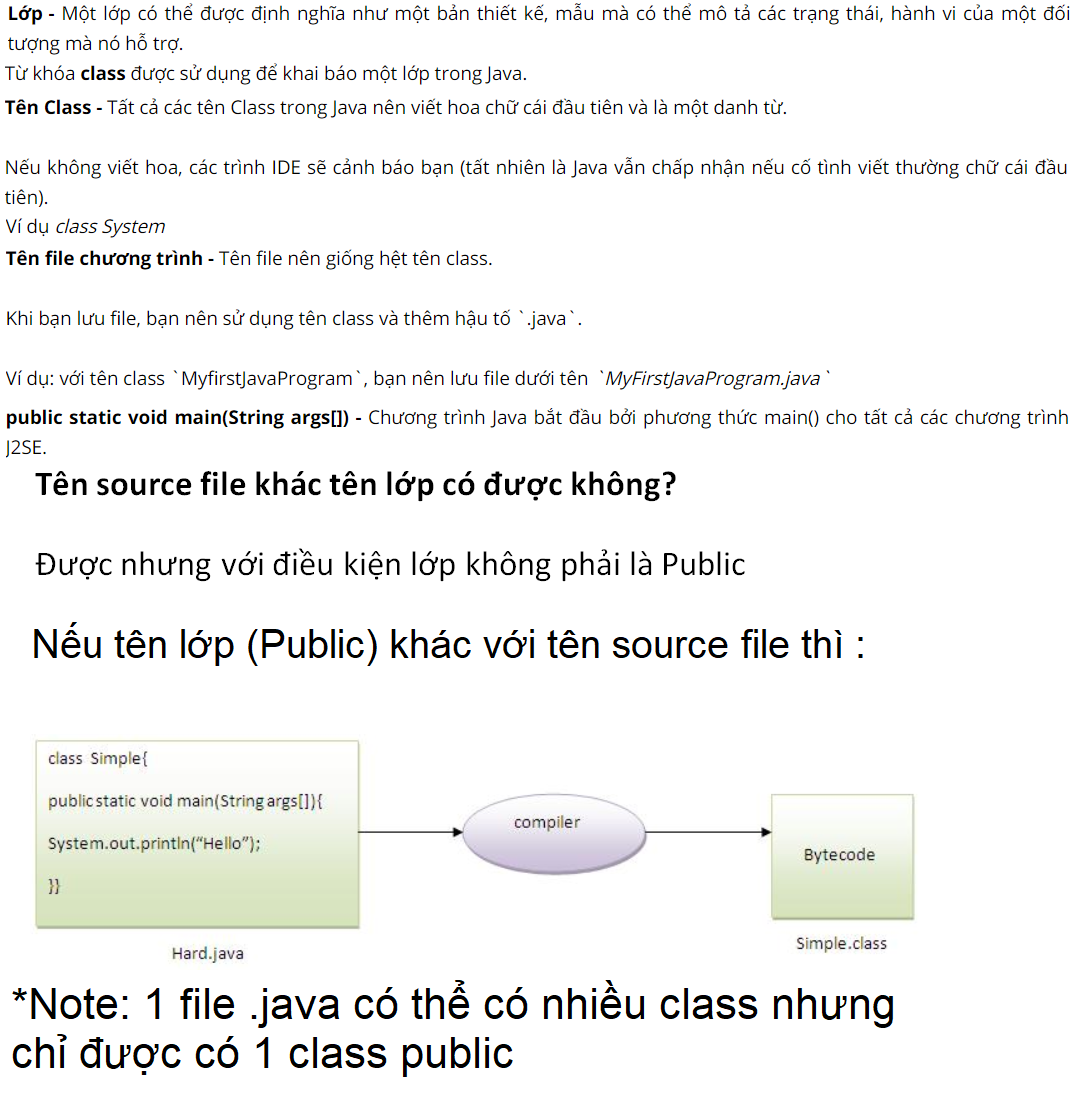 Lớp - Một lớp có thể được định nghĩa như một bản thiết kế, mẫu mà có thể mô tả các trạng thái, hành vi của một đối
tượng mà nó hỗ trợ.
Từ khóa class được sử dụng để khai báo một lớp trong Java.
Tên Class - Tất cả các tên Class trong Java nên viết hoa chữ cái đầu tiên và là một danh từ.
Nếu không viết hoa, các trình IDE sẽ cảnh báo bạn (tất nhiên là Java vẫn chấp nhận nếu cố tình viết thường chữ cái đầu
tiên).
Ví dụ class System
Tên file chương trình - Tên file nên giống hệt tên class.
Khi bạn lưu file, bạn nên sử dụng tên class và thêm hậu tố `.java`.
Ví dụ: với tên class `MyfirstJavaProgram`, bạn nên lưu file dưới tên `MyFirstJavaProgram.java`
public static void main(String args[]) - Chương trình Java bắt đầu bởi phương thức main() cho tất cả các chương trình
J2SE.
Tên source file khác tên lớp có được không?
Được nhưng với điều kiện lớp không phải là Public
Nếu tên lớp (Public) khác với tên source file thì :
class Simple{
public static void main(String args[]){
System.out.println("Hello");
}}
Hard.java
compiler
Bytecode
Simple.class
*Note: 1 file .java có thể có nhiều class nhưng
chỉ được có 1 class public